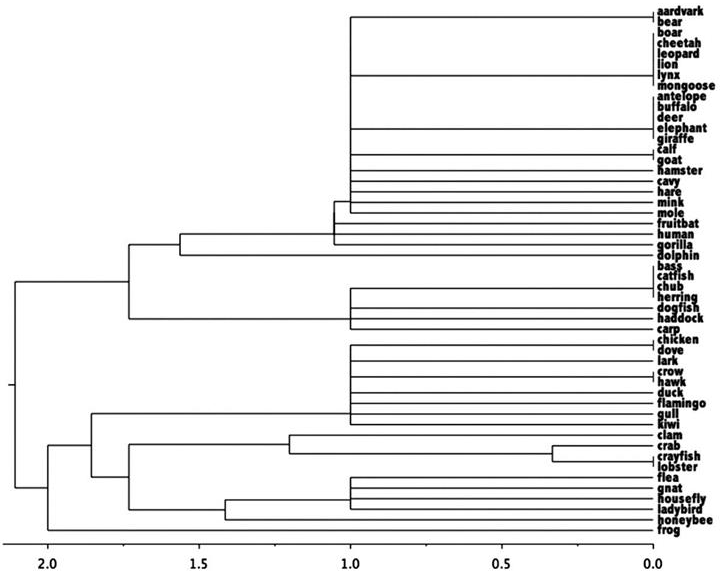 aardvark
bear
boar
cheetah
leopard
lion
lynx
mongoose
antelope
buffalo
deer
elephant
giraffe
calf
goat
hamster
cavy
hare
mink
mole
fruitbat
human
gorilla
dolphin
bass
catfish
chub
herring
dogfish
haddock
carp
chicken
dove
lark
crow
hawk
duck
flamingo
gull
kiwi
clam
crab
crayfish
lobster
flea
gnat
housefly
ladybird
honeybee
frog
2.0 1.5 1.0 0.5 0.0